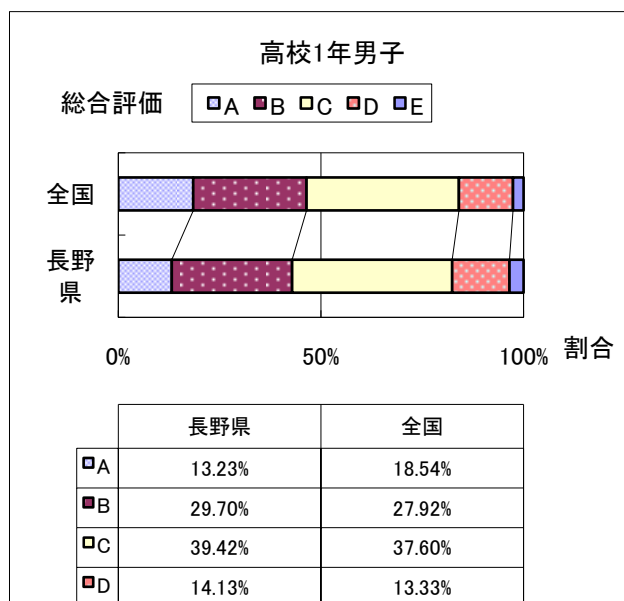 高校1年男子
総合評価 A B C D E
全国
長野
県
0% 50% 100% 割合
長野県 全国
A 13.23% 18.54%
B 29.70% 27.92%
C 39.42% 37.60%
D 14.13% 13.33%